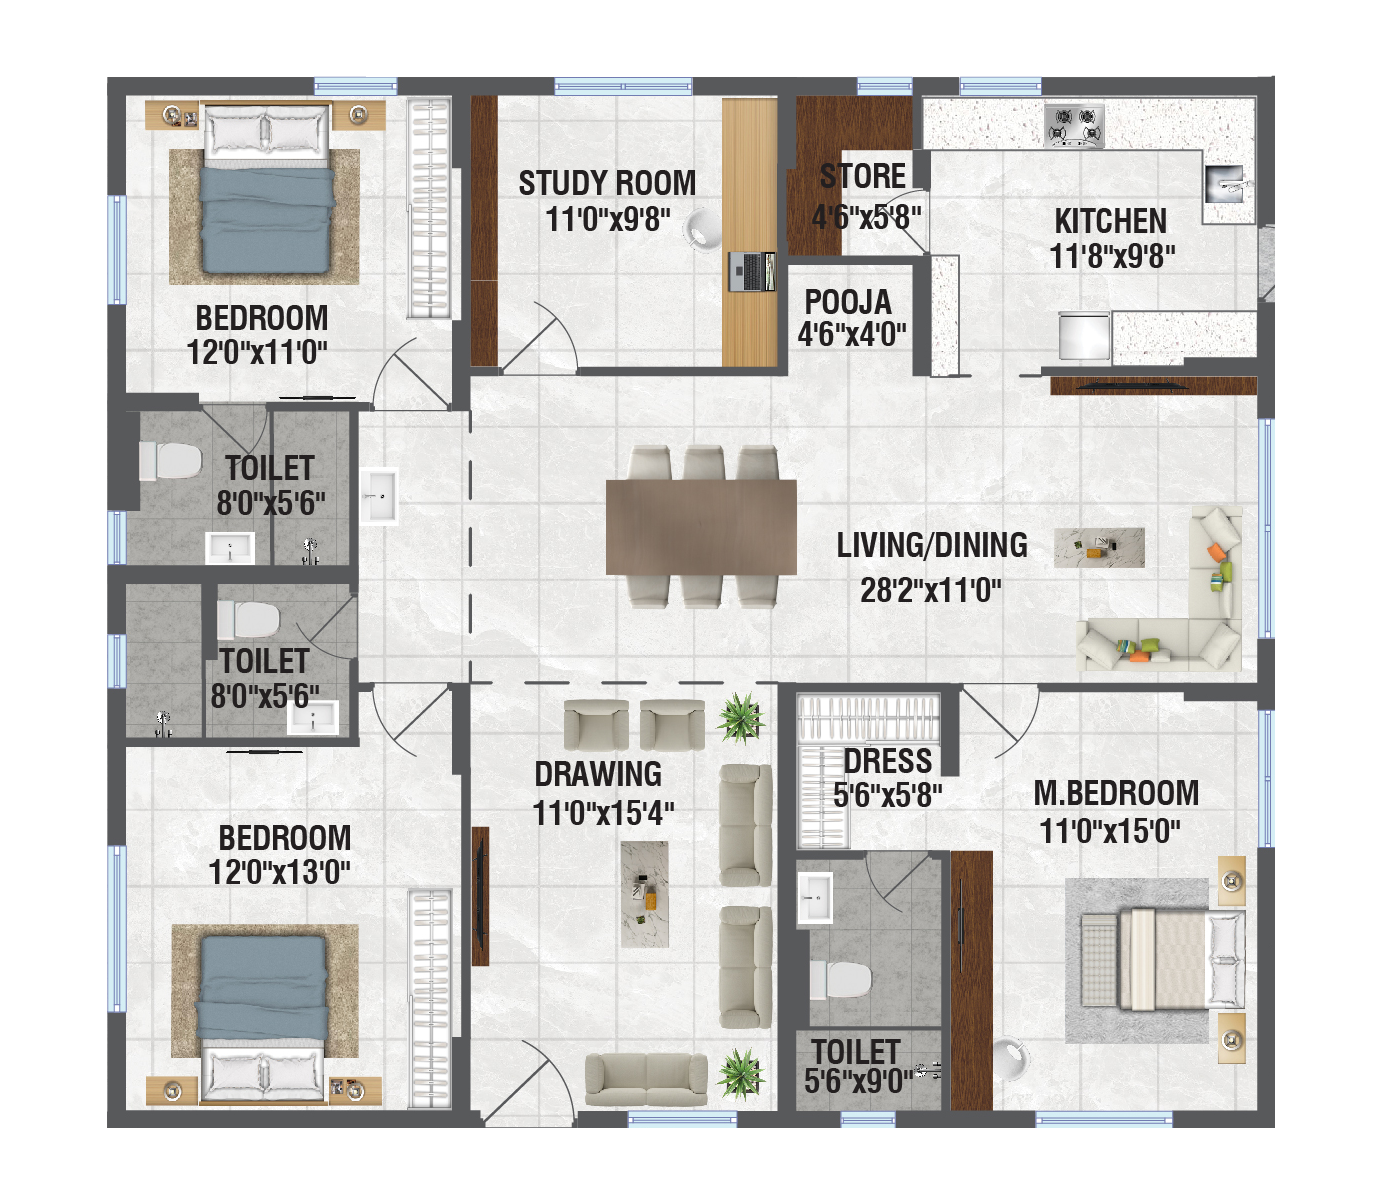 STUDY ROOM
11'0"x9'8"
STORE
4'6"x5'8"
KITCHEN
11'8"x9'8"
BEDROOM
12'0"x11'0"
POOJA
4'6"x4'0"
TOILET
8'0"x5'6"
LIVING/DINING
28'2"x11'0"
TOILET
8'0"x5'6"
DRAWING
11'0"x15'4"
DRESS
5'6"x5'8"
M.BEDROOM
11'0"x15'0"
BEDROOM
12'0"x13'0"
TOILET
5'6"x9'0"